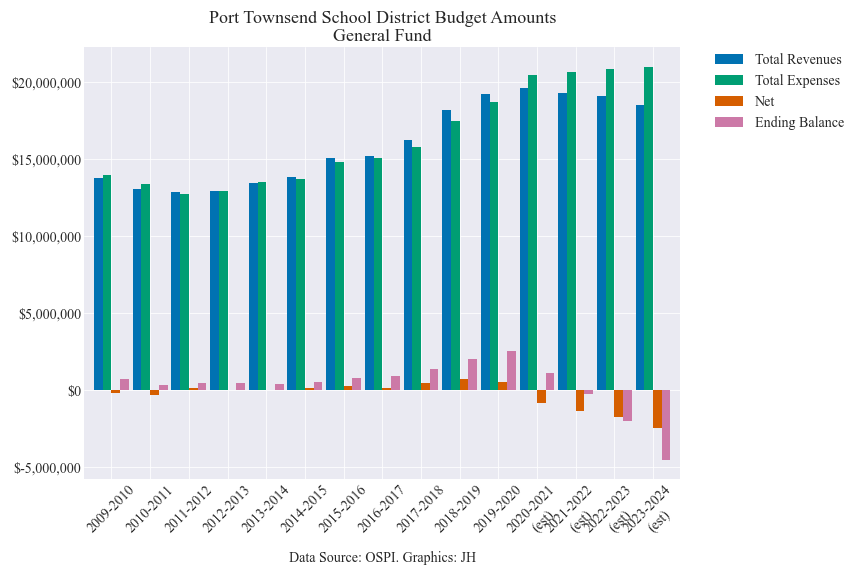 Port Townsend School District Budget Amounts
General Fund
Total Revenues
Total Expenses
Net
Ending Balance
$20,000,000
$15,000,000
$10,000,000
$5,000,000
$0
$-5,000,000
2009-2010
2010-2011
2011-2012
2012-2013
2013-2014
2014-2015
2015-2016
2016-2017
2017-2018
2018-2019
2019-2020
2020-2021
(est)
2021-2022
(est)
2022-2023
(est)
2023-2024
(est)
Data Source: OSPI. Graphics: JH